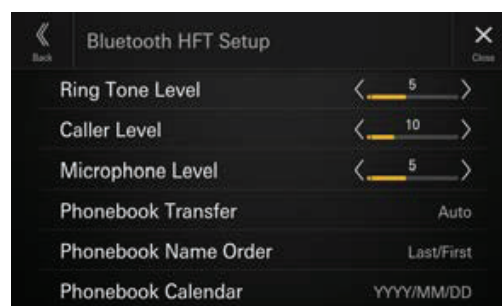 Back
Bluetooth HFT Setup
Close
Ring Tone Level 5
Caller Level 10
Microphone Level 5
Phonebook Transfer Auto
Phonebook Name Order Last/First
Phonebook Calendar YYYY/MM/DD